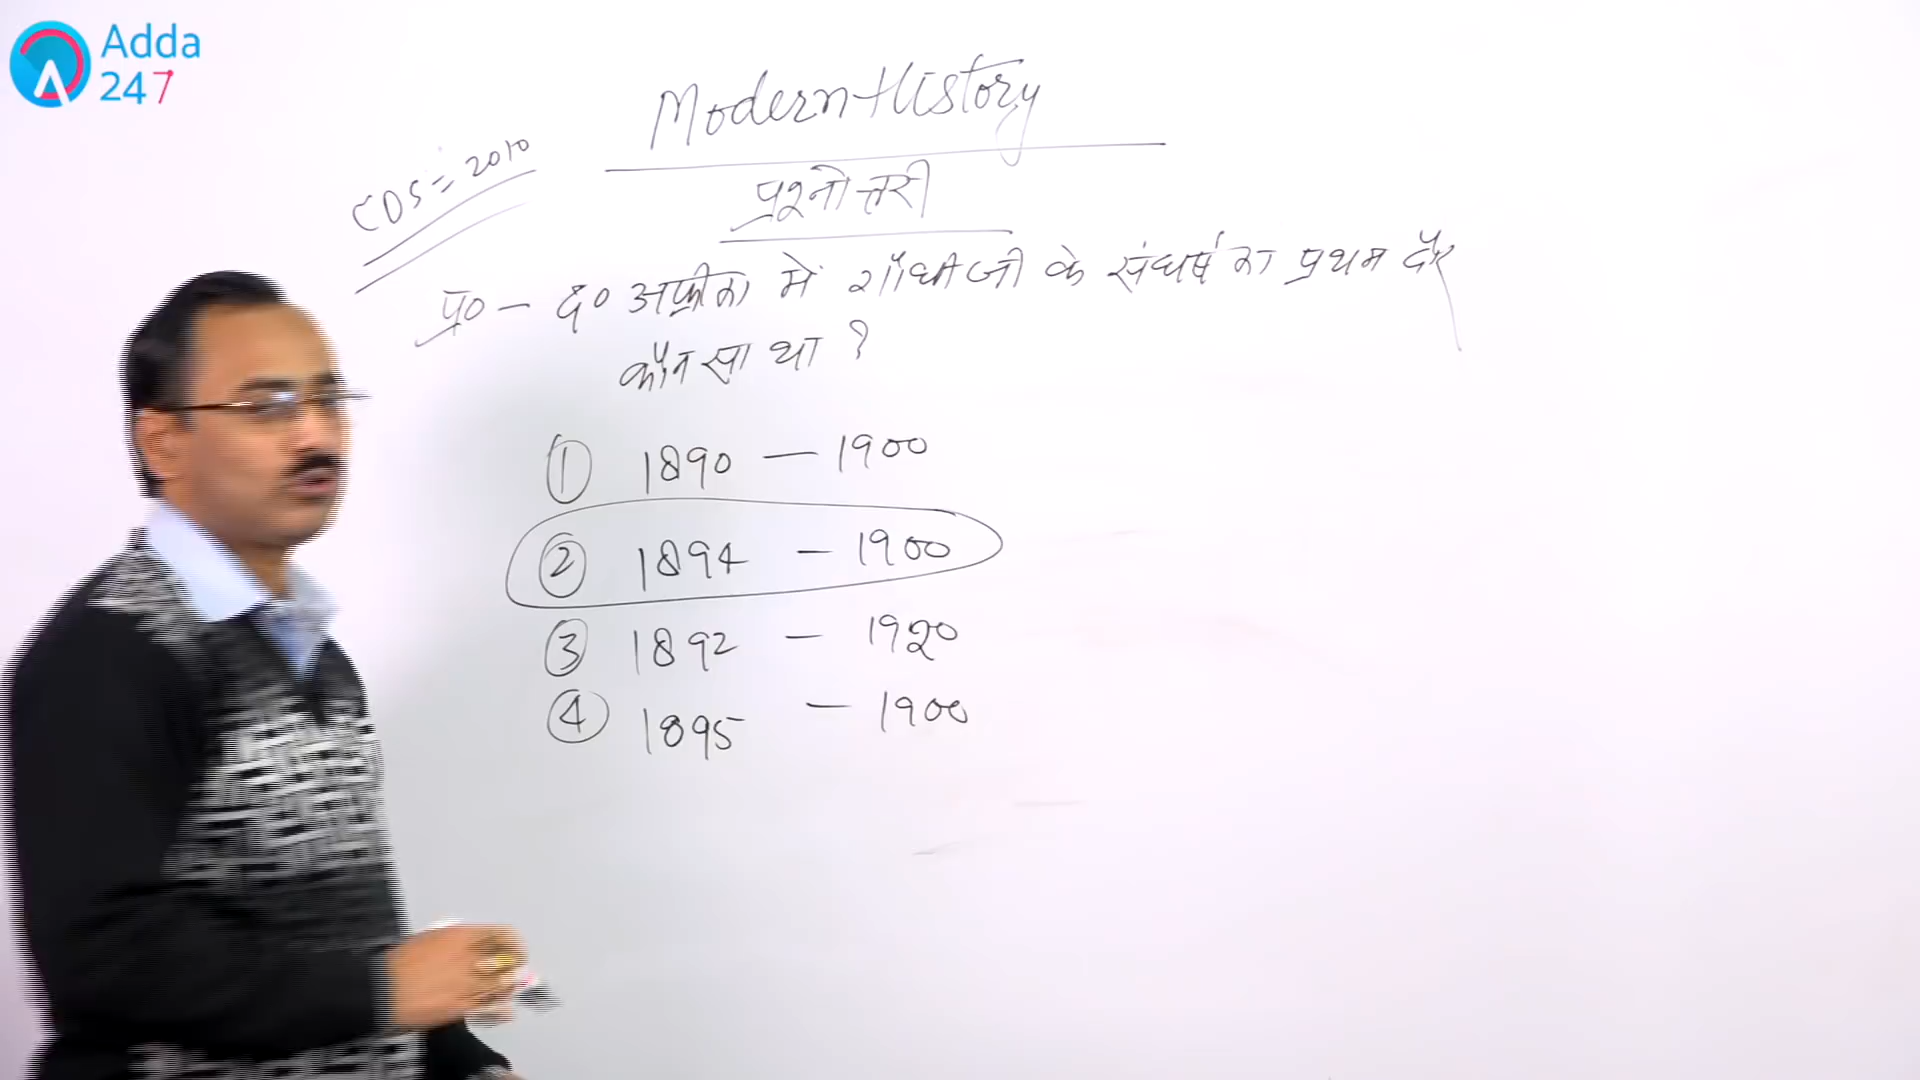 Adda
247
Modern History
CDS = 2010
प्रश्नोत्तरी
प्र० – द० अफ्रीका में गाँधीजी के संघर्ष का प्रथम दौर
कौन सा था ?
① 1890 — 1900
② 1894 – 1900
③ 1892 – 1920
④ 1895 – 1900